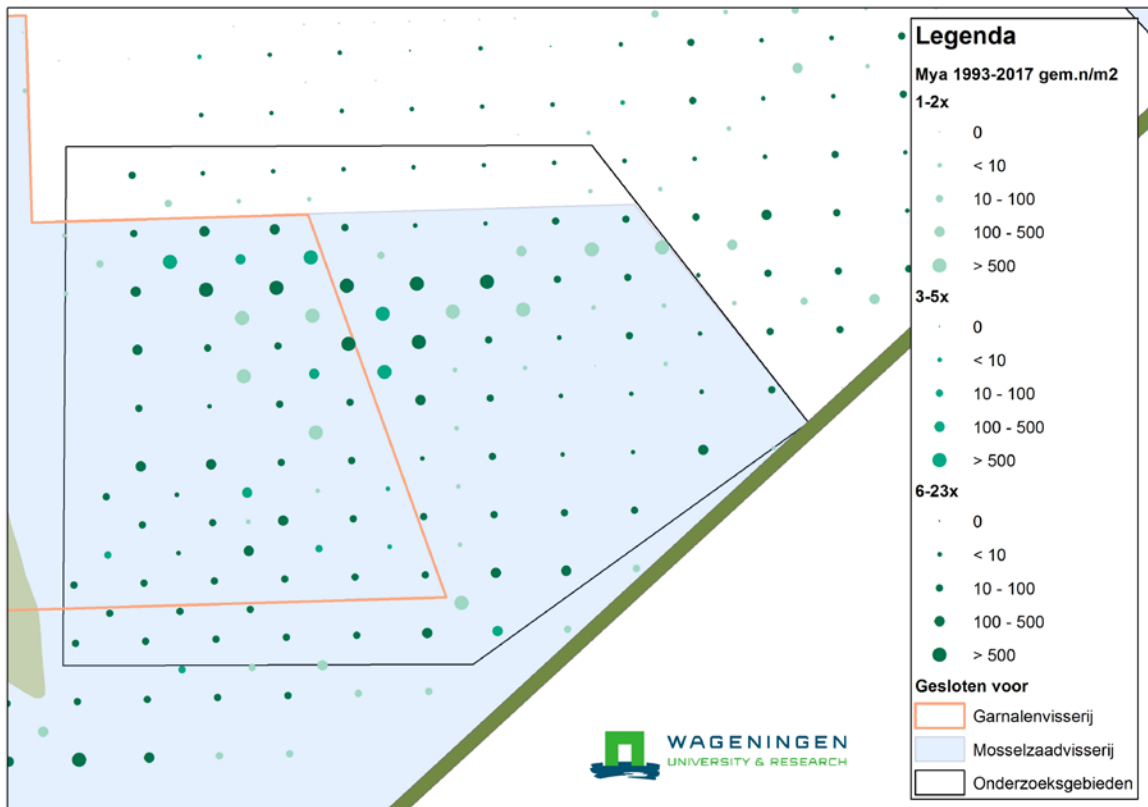 Legenda
Mya 1993-2017 gem.n/m2
1-2x
0
< 10
10 - 100
100 - 500
> 500
3-5x
0
< 10
10 - 100
100 - 500
> 500
6-23x
0
< 10
10 - 100
100 - 500
> 500
Gesloten voor
Garnalenvisserij
Mosselzaadvisserij
Onderzoeksgebieden
WAGENINGEN
UNIVERSITY & RESEARCH